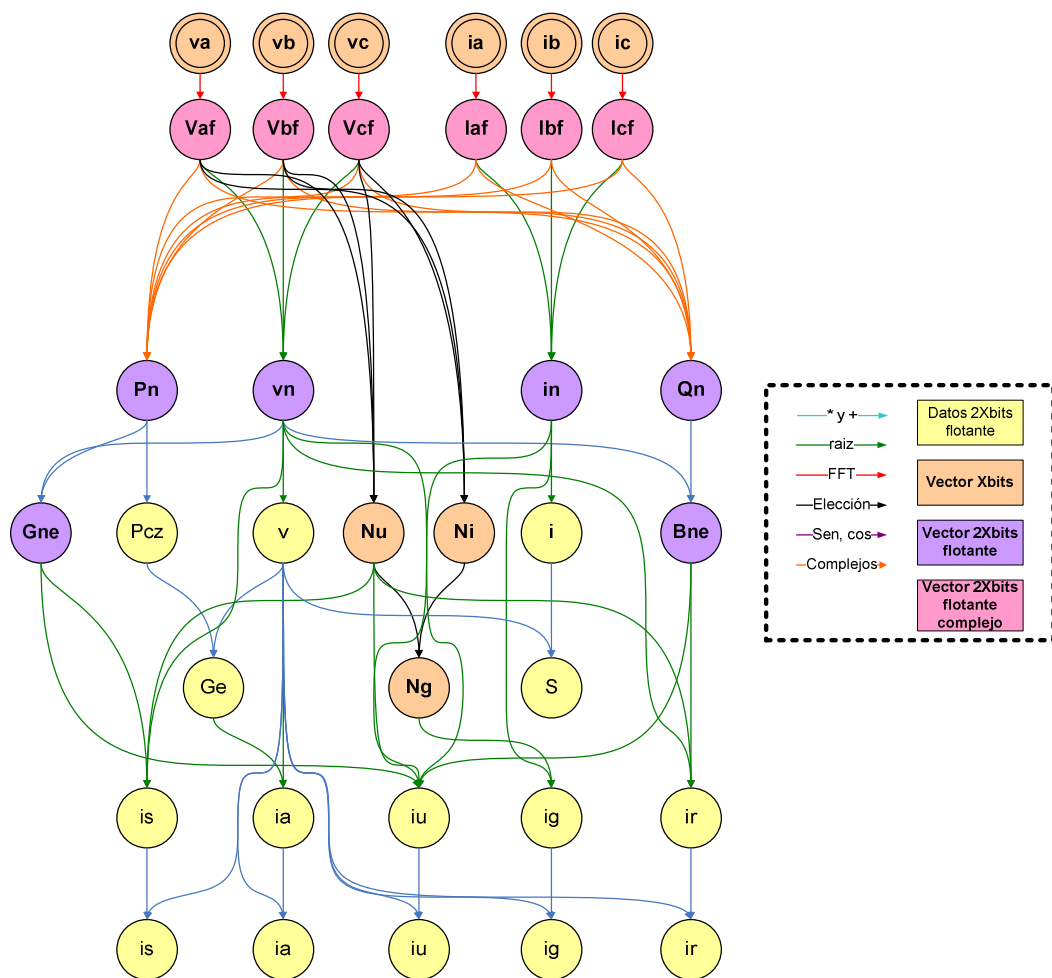 va
vb
vc
ia
ib
ic
Vaf
Vbf
Vcf
Iaf
Ibf
Icf
Pn
vn
in
Qn
Gne
Pcz
v
Nu
Ni
i
Bne
Ge
Ng
S
is
ia
iu
ig
ir
is
ia
iu
ig
ir
* y +
raiz
FFT
Elección
Sen, cos
Complejos
Datos 2Xbits
flotante
Vector Xbits
Vector 2Xbits
flotante
Vector 2Xbits
flotante
complejo